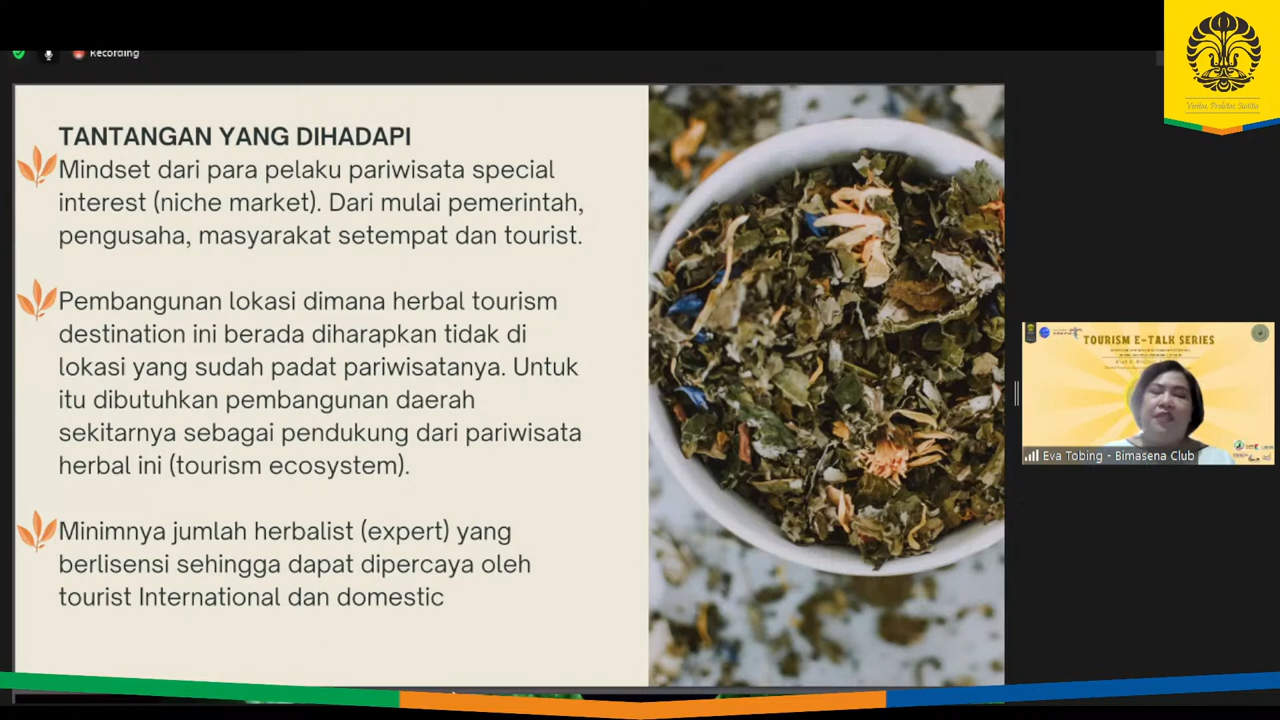 Recording
Veritas, Probitas, Iustitia
TANTANGAN YANG DIHADAPI
Mindset dari para pelaku pariwisata special
interest (niche market). Dari mulai pemerintah,
pengusaha, masyarakat setempat dan tourist.
Pembangunan lokasi dimana herbal tourism
destination ini berada diharapkan tidak di
lokasi yang sudah padat pariwisatanya. Untuk
itu dibutuhkan pembangunan daerah
sekitarnya sebagai pendukung dari pariwisata
herbal ini (tourism ecosystem).
Minimnya jumlah herbalist (expert) yang
berlisensi sehingga dapat dipercaya oleh
tourist International dan domestic
TOURISM E-TALK SERIES
Eva Tobing - Bimasena Club